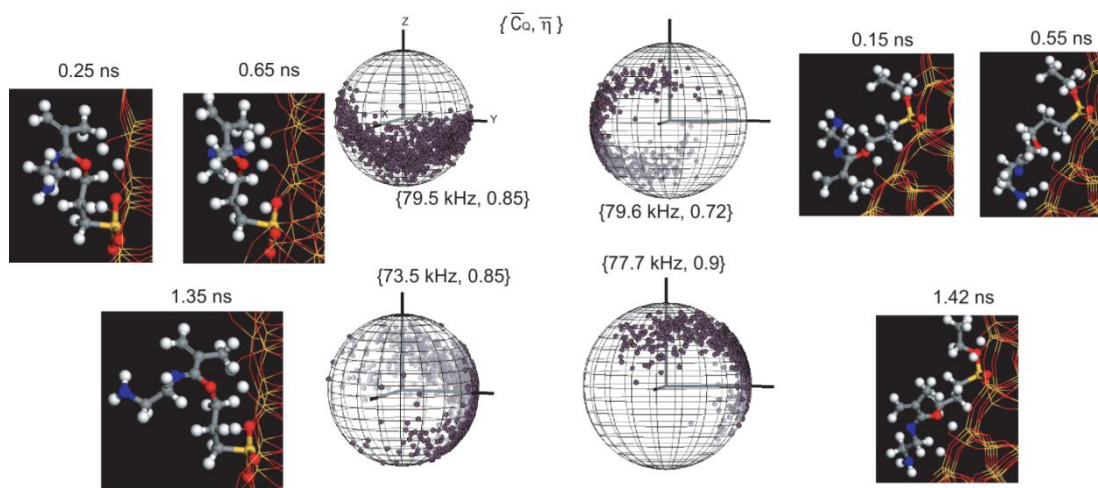 { C̅Q, η̅ }
0.25 ns
0.65 ns
Z
X
Y
{79.5 kHz, 0.85}
{79.6 kHz, 0.72}
0.15 ns
0.55 ns
1.35 ns
{73.5 kHz, 0.85}
{77.7 kHz, 0.9}
1.42 ns